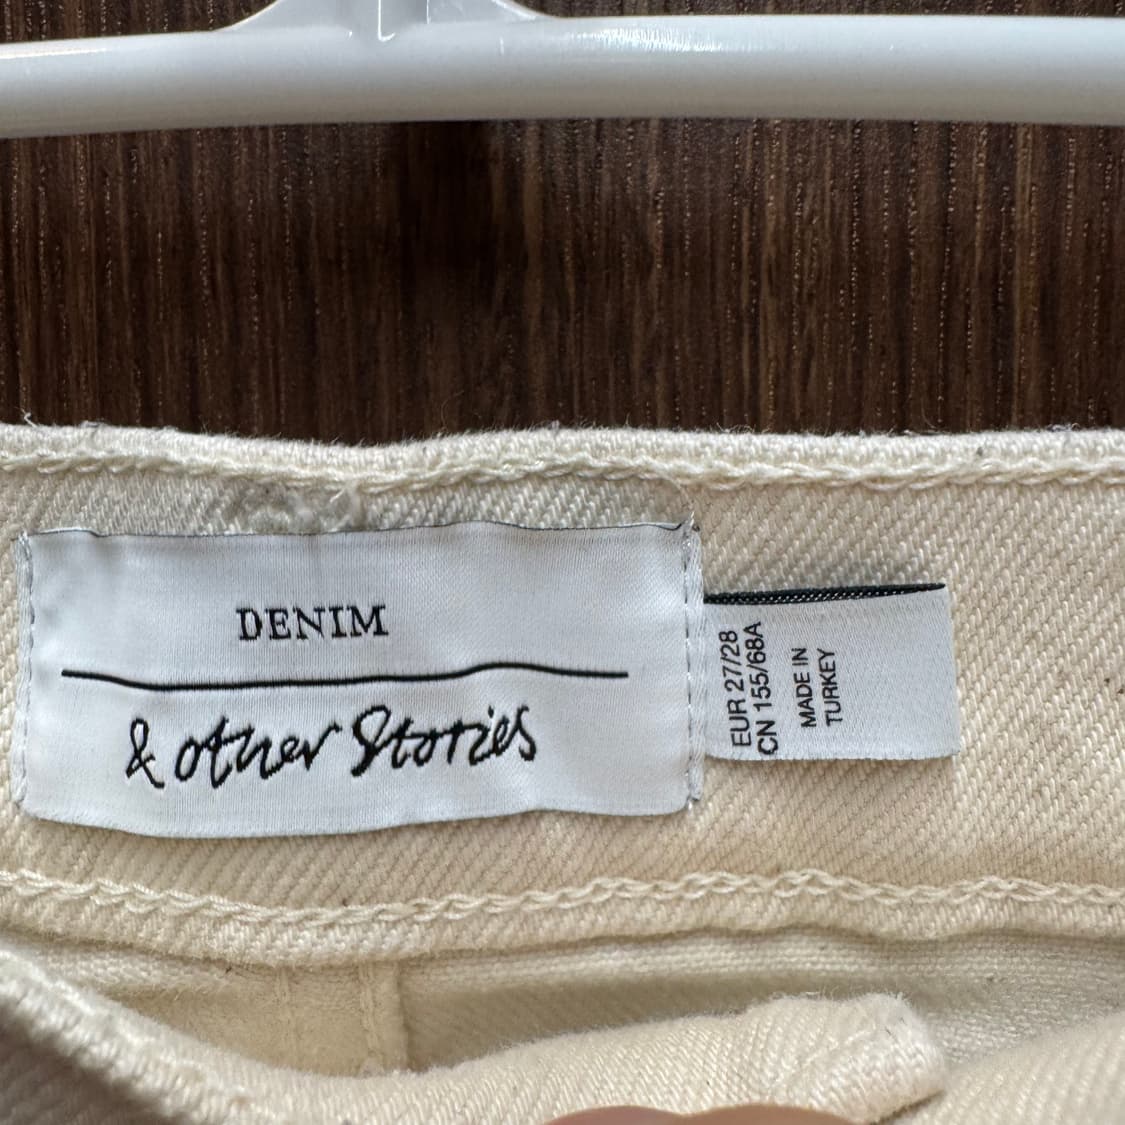 DENIM
& other Stories
EUR 27/28
CN 155/68A
MADE IN
TURKEY